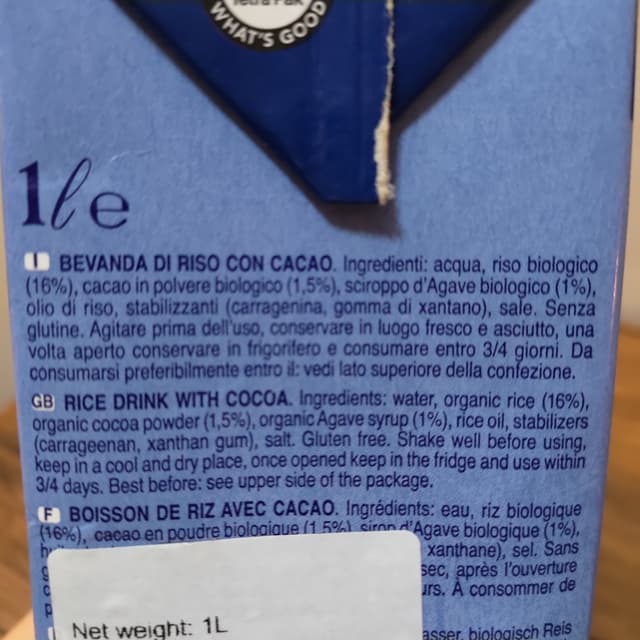 Tetra Pak
WHAT'S GOOD
1 l e
I BEVANDA DI RISO CON CACAO. Ingredienti: acqua, riso biologico
(16%), cacao in polvere biologico (1,5%), sciroppo d'Agave biologico (1%),
olio di riso, stabilizzanti (carragenina, gomma di xantano), sale. Senza
glutine. Agitare prima dell'uso, conservare in luogo fresco e asciutto, una
volta aperto conservare in frigorifero e consumare entro 3/4 giorni. Da
consumarsi preferibilmente entro il: vedi lato superiore della confezione.
GB RICE DRINK WITH COCOA. Ingredients: water, organic rice (16%),
organic cocoa powder (1,5%), organic Agave syrup (1%), rice oil, stabilizers
(carrageenan, xanthan gum), salt. Gluten free. Shake well before using,
keep in a cool and dry place, once opened keep in the fridge and use within
3/4 days. Best before: see upper side of the package.
F BOISSON DE RIZ AVEC CACAO. Ingrédients: eau, riz biologique
(16%), cacao en poudre biologique (1,5%), sirop d'Agave biologique (1%),
xanthane), sel. Sans
sec, après l'ouverture
urs. À consommer de
Net weight: 1L
asser, biologisch Reis